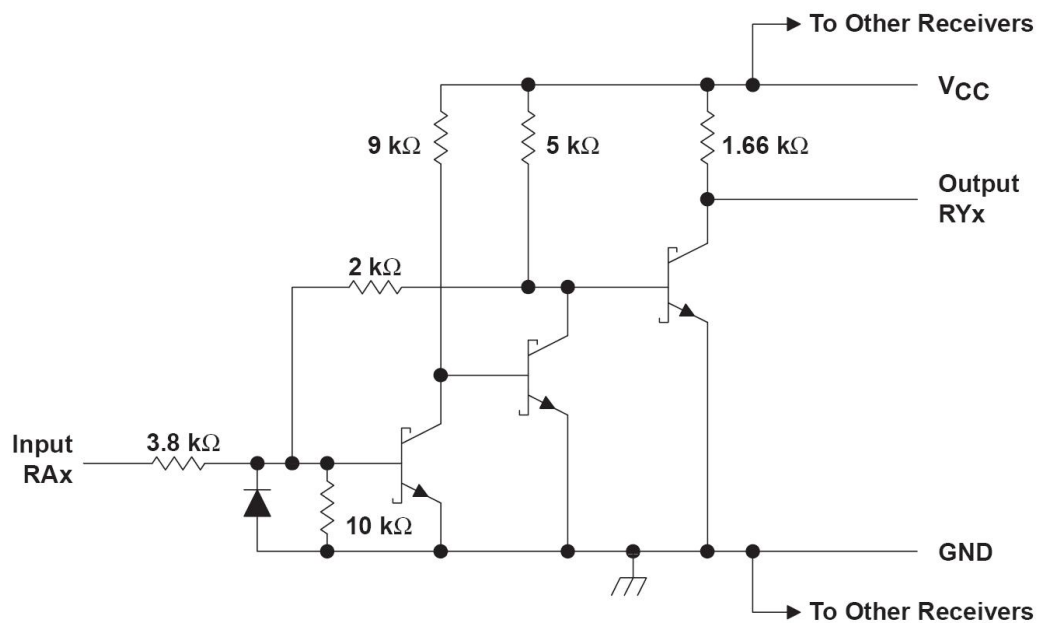 To Other Receivers
VCC
9 kΩ
5 kΩ
1.66 kΩ
Output
RYx
2 kΩ
Input
RAx
3.8 kΩ
10 kΩ
GND
To Other Receivers